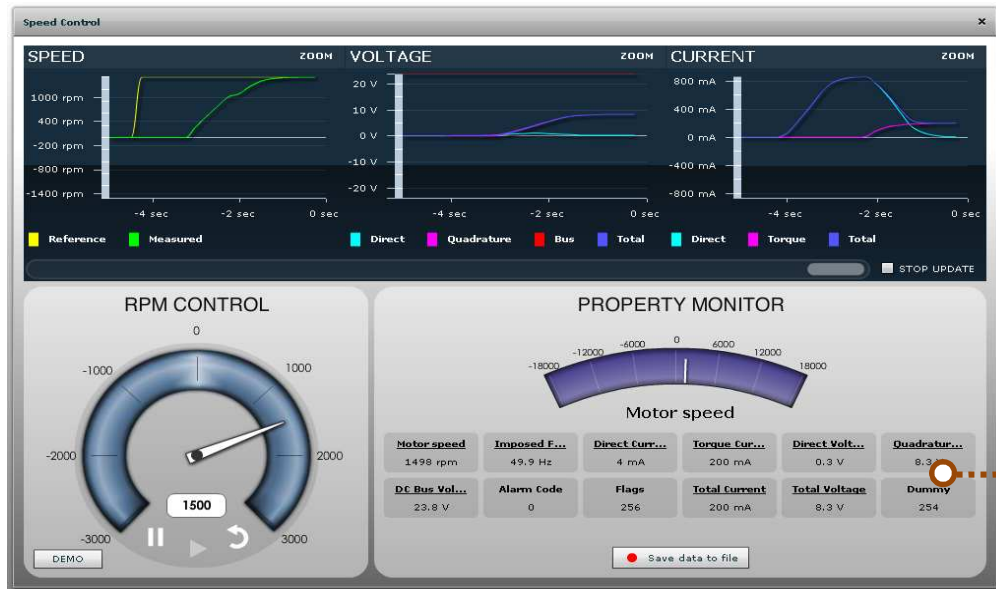 Speed Control ×
SPEED ZOOM VOLTAGE ZOOM CURRENT ZOOM
1000 rpm
400 rpm
-200 rpm
-800 rpm
-1400 rpm
-4 sec -2 sec 0 sec
20 V
10 V
0 V
-10 V
-20 V
-4 sec -2 sec 0 sec
800 mA
400 mA
0 mA
-400 mA
-800 mA
-4 sec -2 sec 0 sec
Reference Measured
Direct Quadrature Bus Total
Direct Torque Total
STOP UPDATE
RPM CONTROL
0
-1000 1000
-2000 2000
-3000 3000
1500
DEMO
PROPERTY MONITOR
-18000 -12000 -6000 0 6000 12000 18000
Motor speed
Motor speed Imposed F... Direct Curr... Torque Cur... Direct Volt... Quadratur...
1498 rpm 49.9 Hz 4 mA 200 mA 0.3 V 8.3
DC Bus Vol... Alarm Code Flags Total Current Total Voltage Dummy
23.8 V 0 256 200 mA 8.3 V 254
Save data to file